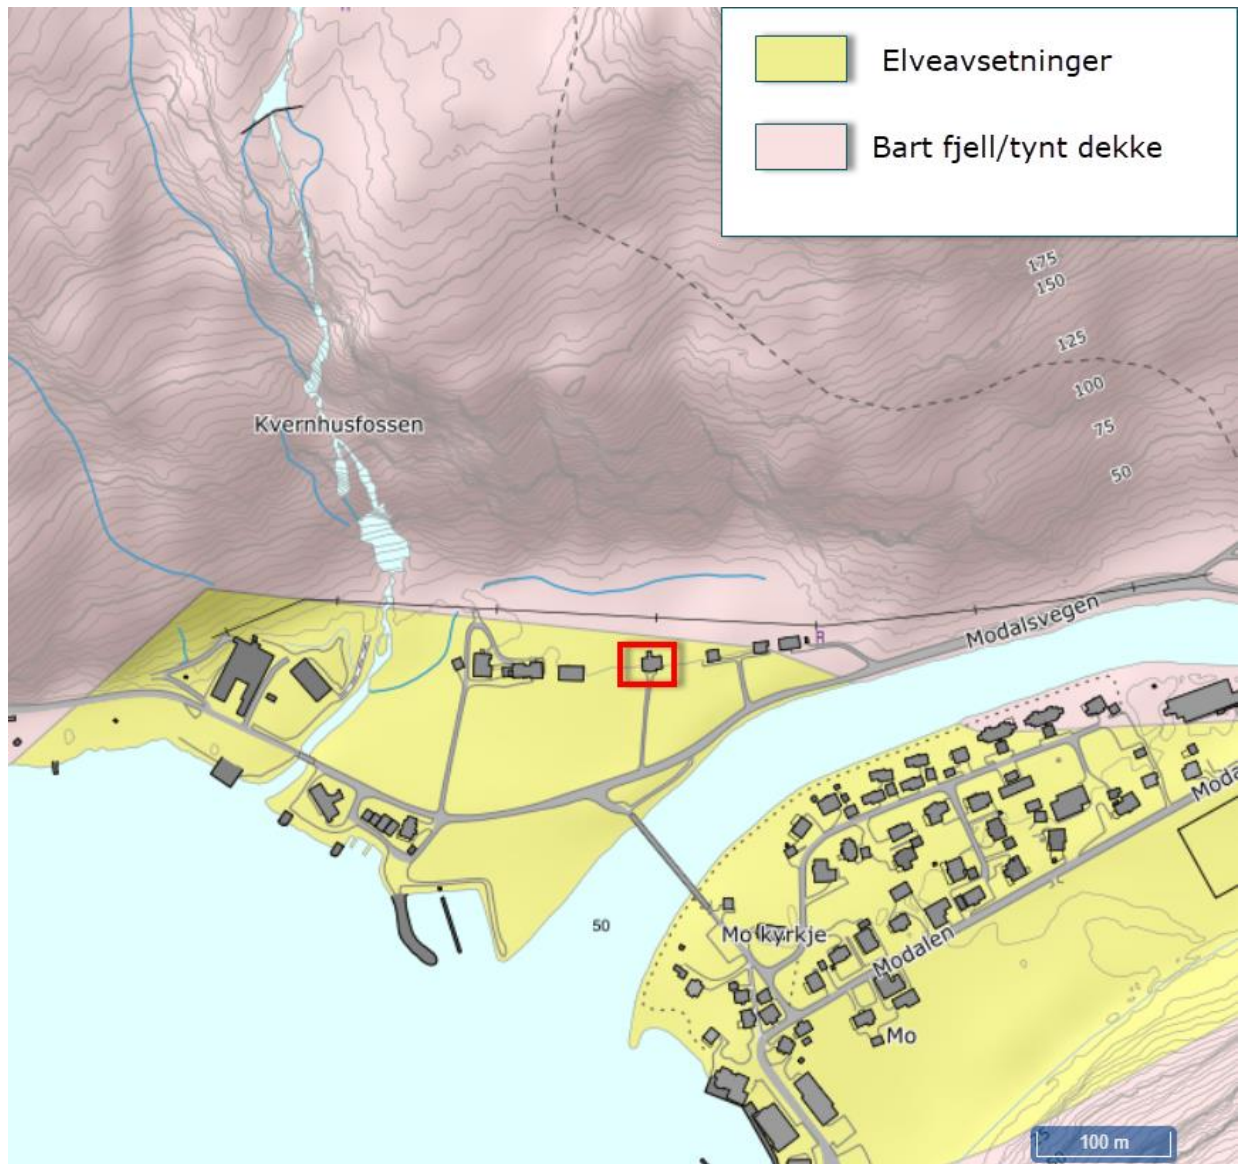 Elveavsetninger
Bart fjell/tynt dekke
175
150
125
100
75
50
Kvernhusfossen
Modalsvegen
R
50
Mo kyrkje
Modalen
Moda
Mo
100 m